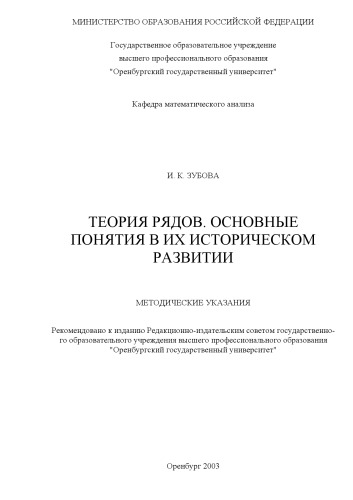 МИНИСТЕРСТВО ОБРАЗОВАНИЯ РОССИЙСКОЙ ФЕДЕРАЦИИ
Государственное образовательное учреждение
высшего профессионального образования
"Оренбургский государственный университет"
Кафедра математического анализа
И. К. ЗУБОВА
ТЕОРИЯ РЯДОВ. ОСНОВНЫЕ
ПОНЯТИЯ В ИХ ИСТОРИЧЕСКОМ
РАЗВИТИИ
МЕТОДИЧЕСКИЕ УКАЗАНИЯ
Рекомендовано к изданию Редакционно-издательским советом государственно-
го образовательного учреждения высшего профессионального образования
"Оренбургский государственный университет"
Оренбург 2003